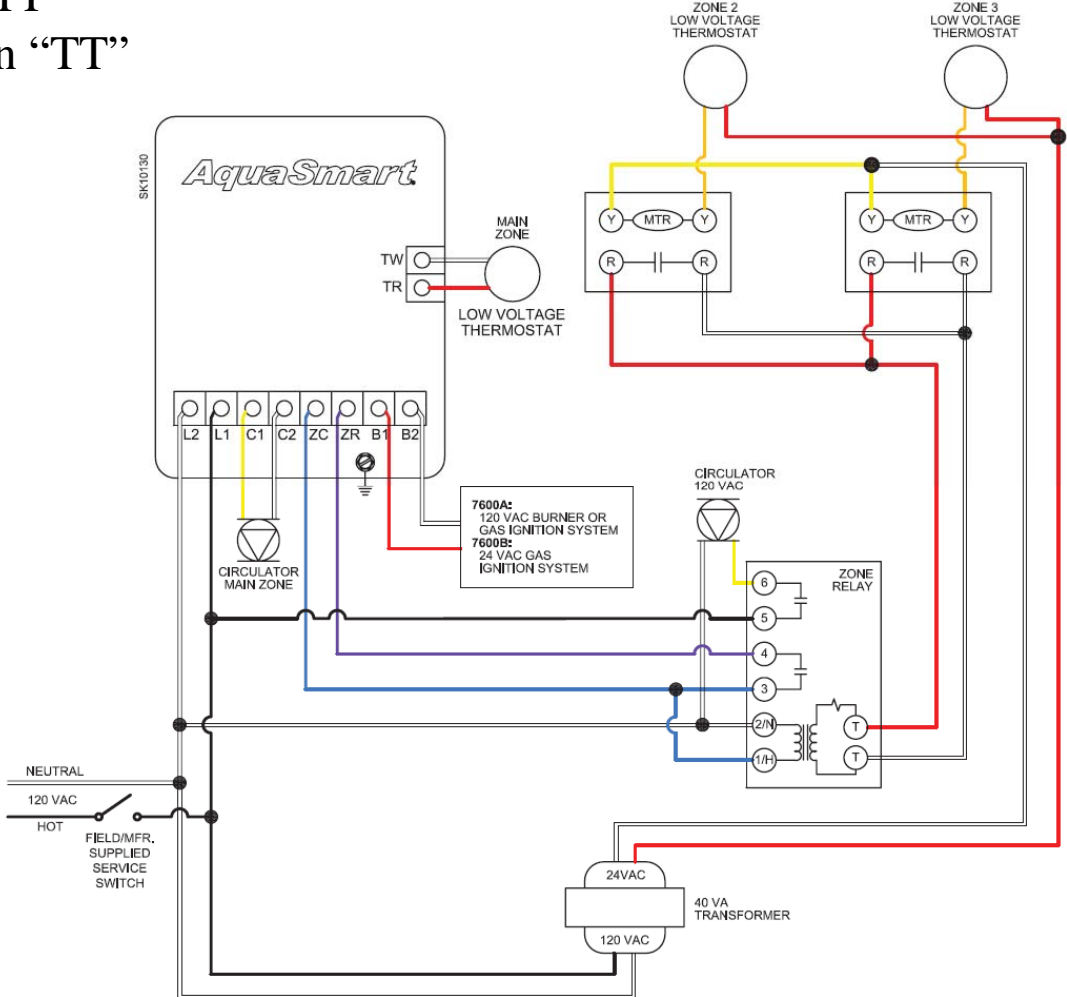 n “TT”
ZONE 2
LOW VOLTAGE
THERMOSTAT
ZONE 3
LOW VOLTAGE
THERMOSTAT
SK10130
AquaSmart
TW
TR
MAIN
ZONE
LOW VOLTAGE
THERMOSTAT
Y MTR Y
R R
Y MTR Y
R R
L2 L1 C1 C2 ZC ZR B1 B2
CIRCULATOR
MAIN ZONE
7600A:
120 VAC BURNER OR
GAS IGNITION SYSTEM
7600B:
24 VAC GAS
IGNITION SYSTEM
CIRCULATOR
120 VAC
ZONE
RELAY
6
5
4
3
2/N
1/H
T
T
NEUTRAL
120 VAC
HOT
FIELD/MFR.
SUPPLIED
SERVICE
SWITCH
24VAC
40 VA
TRANSFORMER
120 VAC